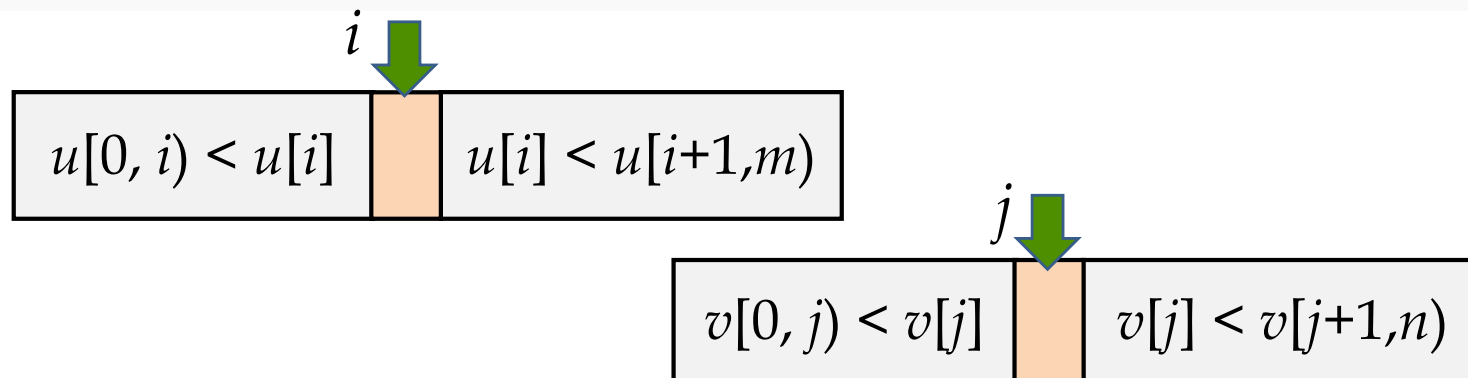 i
u[0, i) < u[i] u[i] < u[i+1,m)
j
v[0, j) < v[j] v[j] < v[j+1,n)